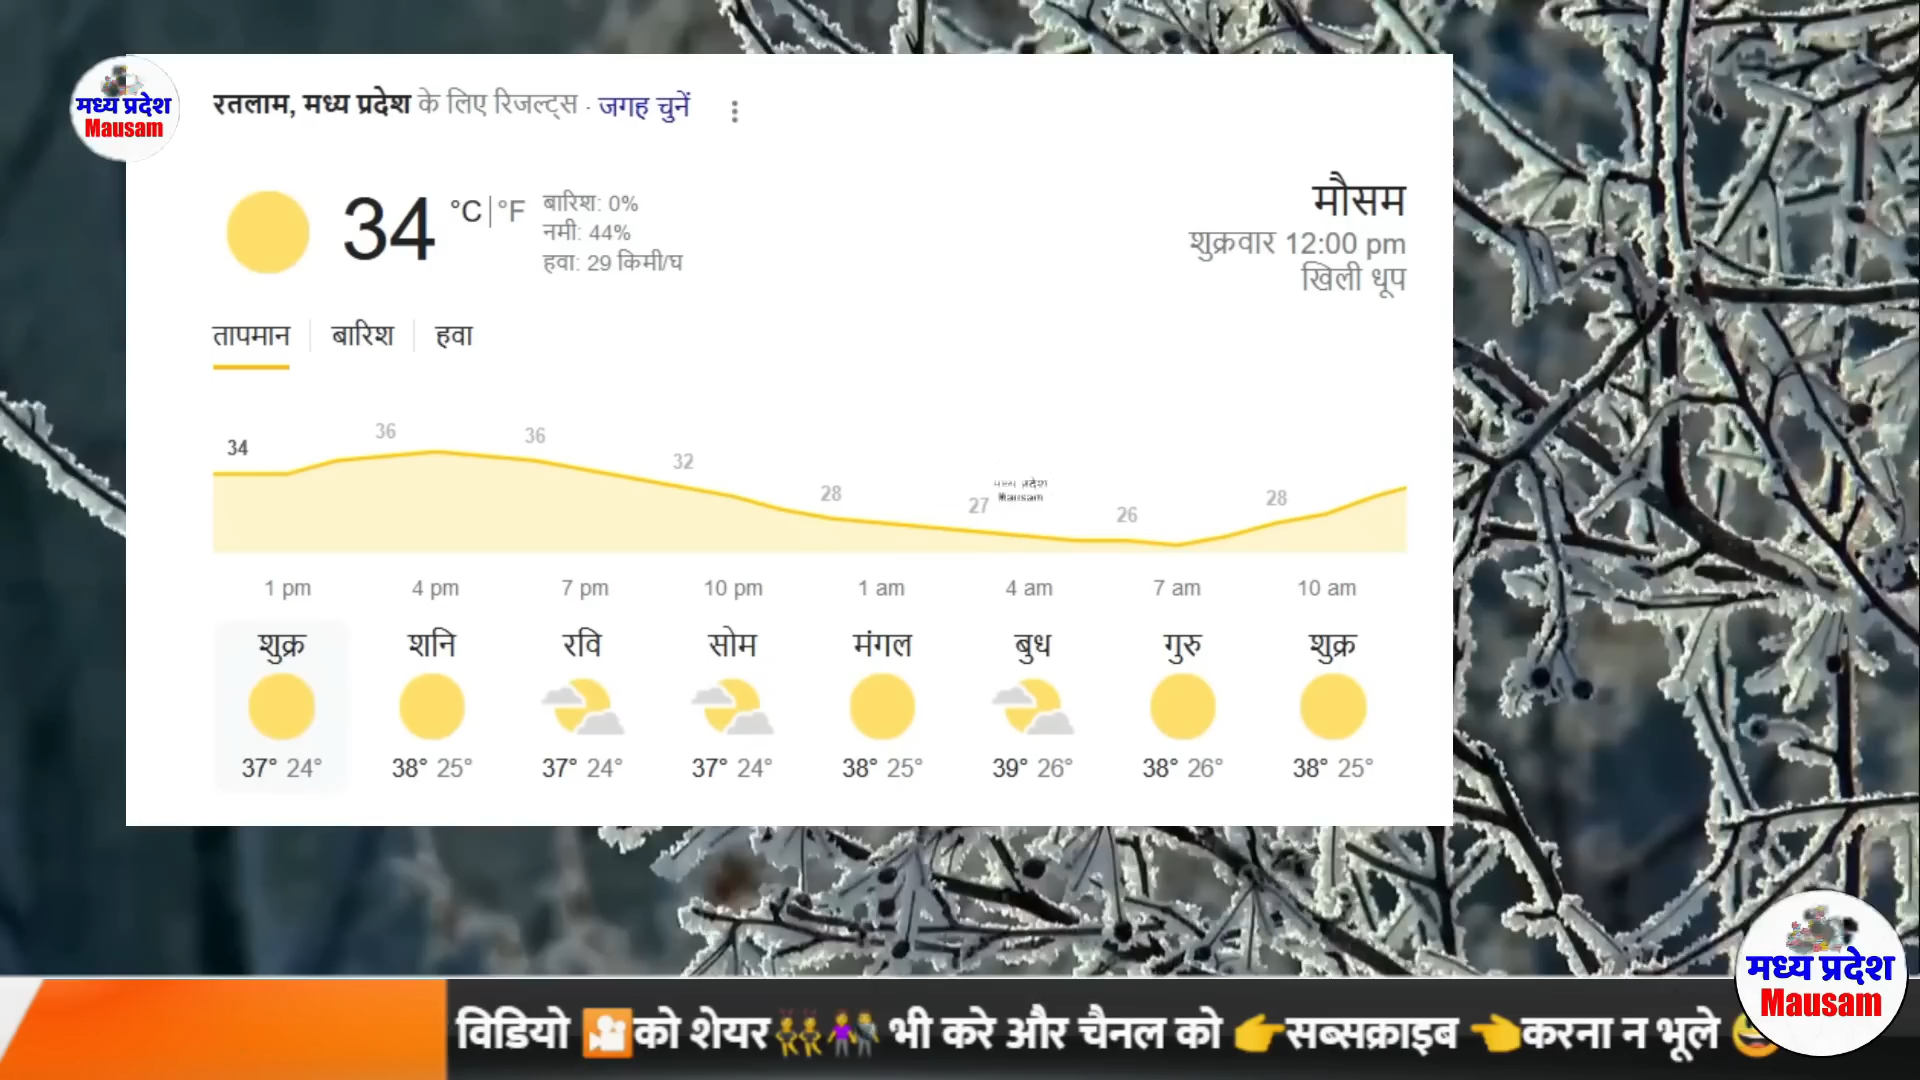 मध्य प्रदेश
Mausam
रतलाम, मध्य प्रदेश के लिए रिजल्ट्स · जगह चुनें
34 °C | °F
बारिश: 0%
नमी: 44%
हवा: 29 किमी/घ
मौसम
शुक्रवार 12:00 pm
खिली धूप
तापमान | बारिश | हवा
34 36 36 32 28 27 26 28
मध्य प्रदेश
Mausam
1 pm 4 pm 7 pm 10 pm 1 am 4 am 7 am 10 am
शुक्र शनि रवि सोम मंगल बुध गुरु शुक्र
37° 24° 38° 25° 37° 24° 37° 24° 38° 25° 39° 26° 38° 26° 38° 25°
विडियो 🎦को शेयर👯👫भी करे और चैनल को 👉सब्सक्राइब 👈करना न भूले 😄
मध्य प्रदेश
Mausam